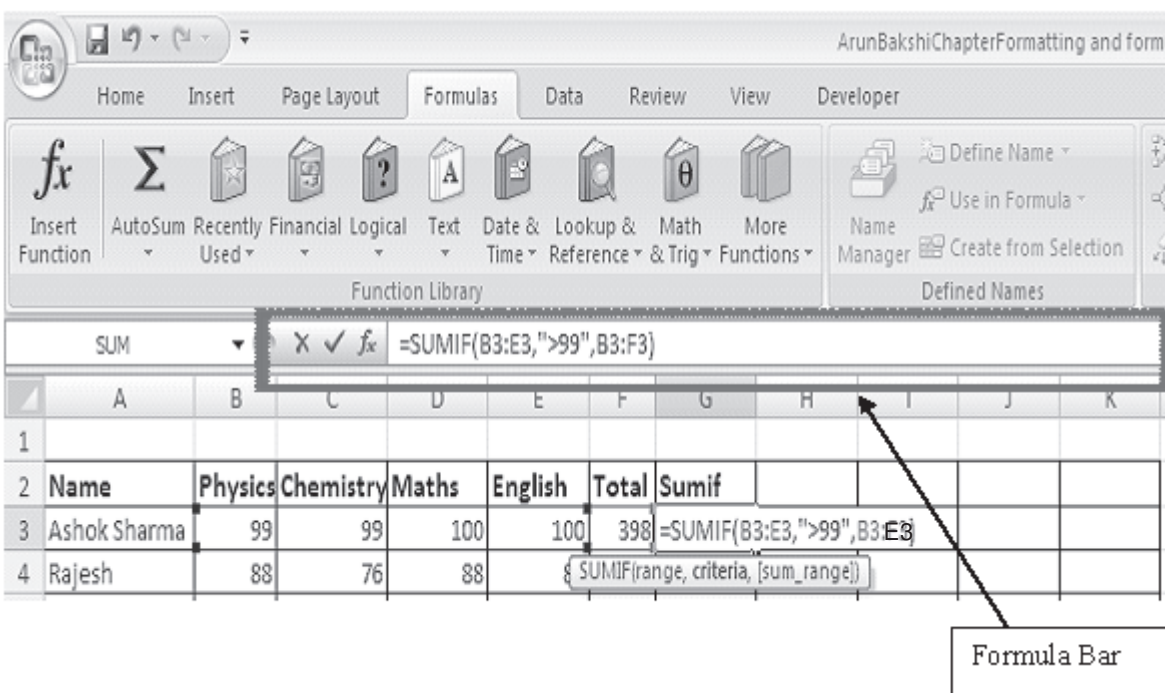 ArunBakshiChapterFormatting and form
Home Insert Page Layout Formulas Data Review View Developer
fx Insert Function
Σ AutoSum
Recently Used
Financial
Logical
A Text
Date & Time
Lookup & Reference
θ Math & Trig
More Functions
Name Manager
Define Name
Use in Formula
Create from Selection
Function Library
Defined Names
SUM fx =SUMIF(B3:E3,">99",B3:F3)
A B C D E F G H I J K
1
2 Name Physics Chemistry Maths English Total Sumif
3 Ashok Sharma 99 99 100 100 398 =SUMIF(B3:E3,">99",B3:E3)
4 Rajesh 88 76 88
SUMIF(range, criteria, [sum_range])
Formula Bar